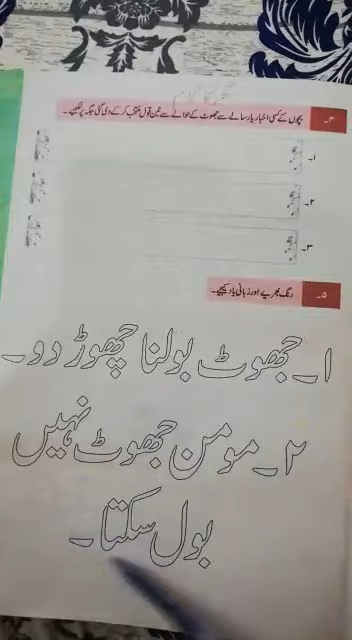 ۴۔ بچوں کے کسی اخبار یا رسالے سے جھوٹ کے حوالے سے تین قول منتخب کر کے دی گئی جگہ پر لکھیے۔
۱۔
۲۔
۳۔
۵۔ رنگ بھریے اور زبانی یاد کیجیے۔
۱۔ جھوٹ بولنا چھوڑ دو۔
۲۔ مومن جھوٹ نہیں
بول سکتا۔